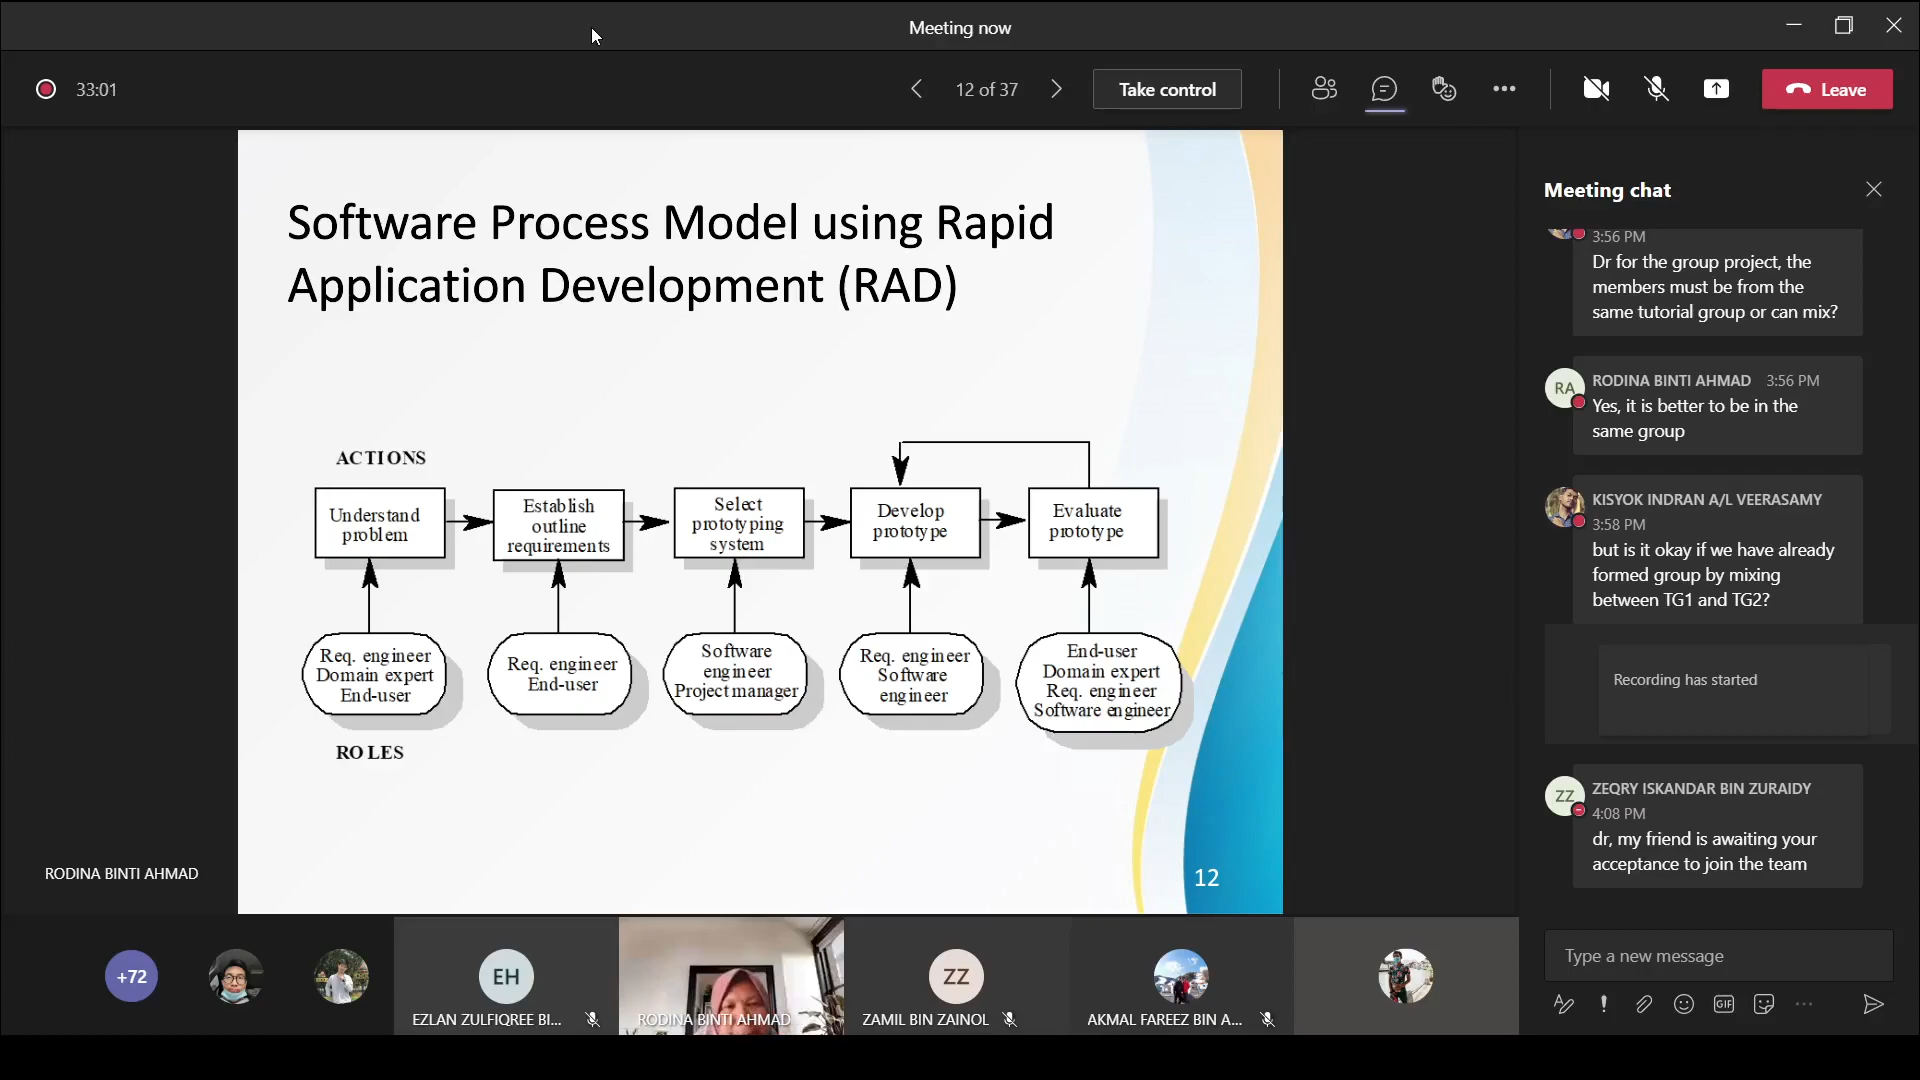 Meeting now
33:01
12 of 37
Take control
Leave
Software Process Model using Rapid
Application Development (RAD)
ACTIONS
Understand
problem
Establish
outline
requirements
Select
prototyping
system
Develop
prototype
Evaluate
prototype
Req. engineer
Domain expert
End-user
Req. engineer
End-user
Software
engineer
Project manager
Req. engineer
Software
engineer
End-user
Domain expert
Req. engineer
Software engineer
ROLES
12
RODINA BINTI AHMAD
+72
EH
EZLAN ZULFIQREE BI...
RODINA BINTI AHMAD
ZZ
ZAMIL BIN ZAINOL
AKMAL FAREEZ BIN A...
Meeting chat
3:56 PM
Dr for the group project, the
members must be from the
same tutorial group or can mix?
RA
RODINA BINTI AHMAD 3:56 PM
Yes, it is better to be in the
same group
KISYOK INDRAN A/L VEERASAMY
3:58 PM
but is it okay if we have already
formed group by mixing
between TG1 and TG2?
Recording has started
ZZ
ZEQRY ISKANDAR BIN ZURAIDY
4:08 PM
dr, my friend is awaiting your
acceptance to join the team
Type a new message
GIF